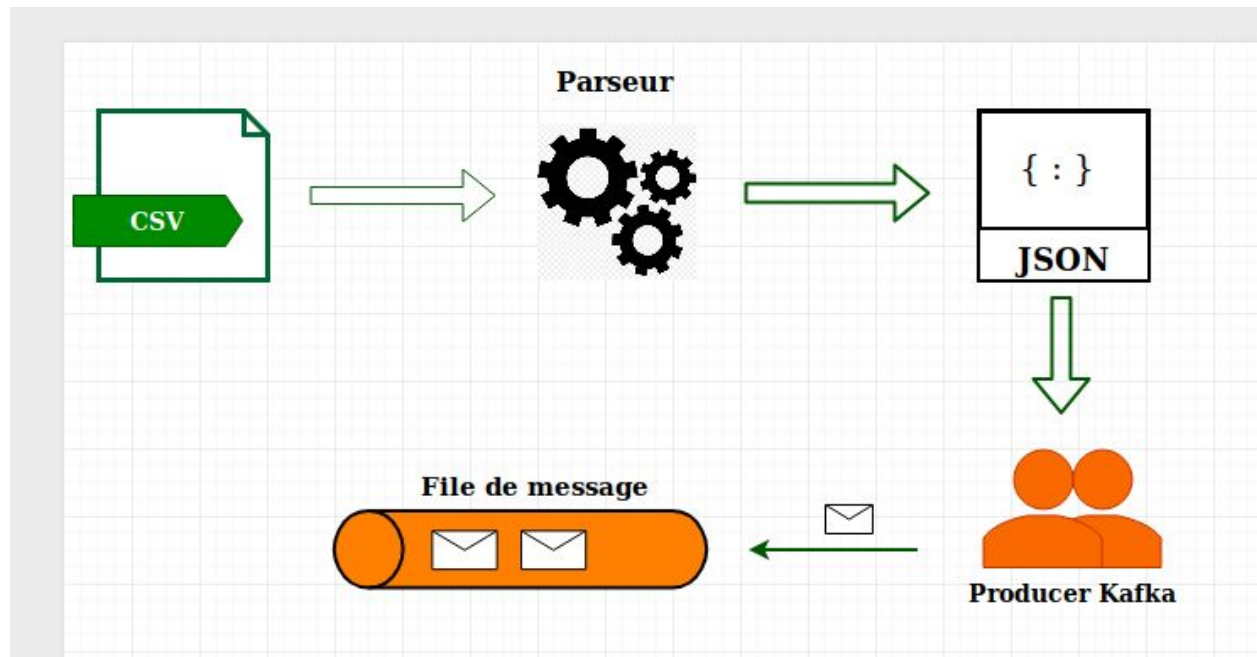 Parseur
CSV
{ : }
JSON
File de message
Producer Kafka